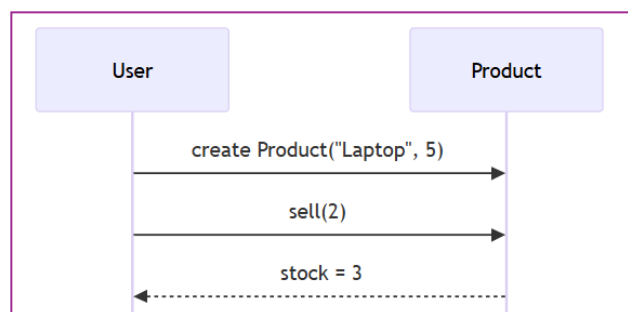 User
Product
create Product("Laptop", 5)
sell(2)
stock = 3